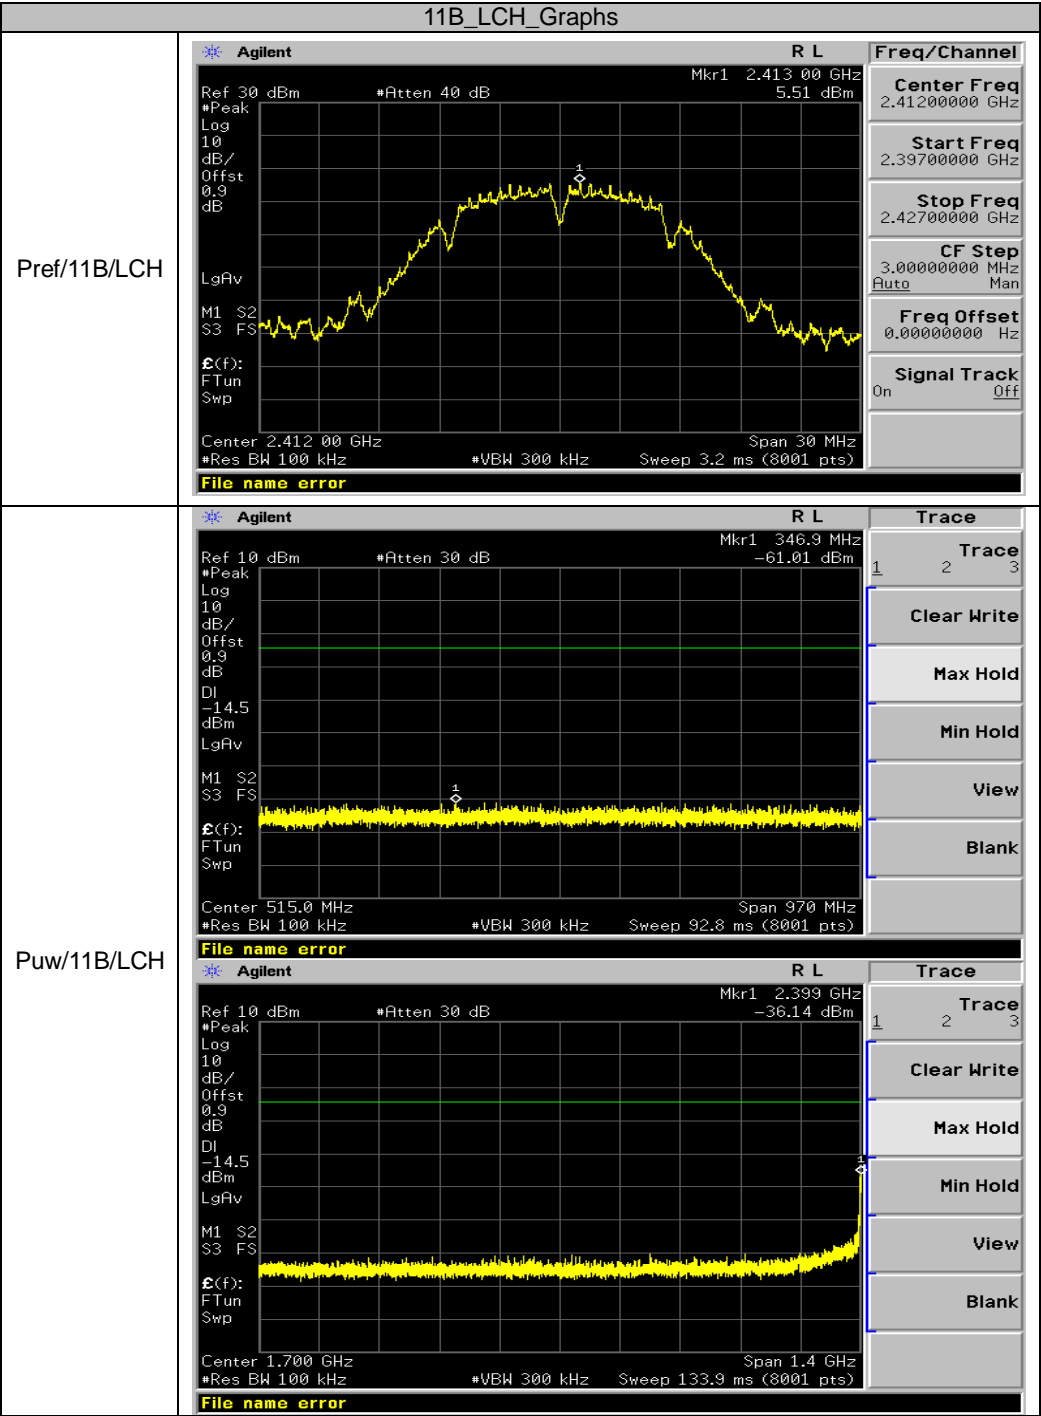 11B_LCH_Graphs
Pref/11B/LCH
Agilent R L Freq/Channel
Mkr1 2.413 00 GHz
Ref 30 dBm #Atten 40 dB 5.51 dBm
#Peak
Log
10
dB/
Offst
0.9
dB
LgAv
M1 S2
S3 FS
£(f):
FTun
Swp
1
Center 2.412 00 GHz Span 30 MHz
#Res BW 100 kHz #VBW 300 kHz Sweep 3.2 ms (8001 pts)
File name error
Center Freq
2.41200000 GHz
Start Freq
2.39700000 GHz
Stop Freq
2.42700000 GHz
CF Step
3.00000000 MHz
Auto Man
Freq Offset
0.00000000 Hz
Signal Track
On Off
Puw/11B/LCH
Agilent R L Trace
Mkr1 346.9 MHz
Ref 10 dBm #Atten 30 dB -61.01 dBm
#Peak
Log
10
dB/
Offst
0.9
dB
DI
-14.5
dBm
LgAv
M1 S2
S3 FS
£(f):
FTun
Swp
1
Center 515.0 MHz Span 970 MHz
#Res BW 100 kHz #VBW 300 kHz Sweep 92.8 ms (8001 pts)
File name error
Trace
1 2 3
Clear Write
Max Hold
Min Hold
View
Blank
Agilent R L Trace
Mkr1 2.399 GHz
Ref 10 dBm #Atten 30 dB -36.14 dBm
#Peak
Log
10
dB/
Offst
0.9
dB
DI
-14.5
dBm
LgAv
M1 S2
S3 FS
£(f):
FTun
Swp
1
Center 1.700 GHz Span 1.4 GHz
#Res BW 100 kHz #VBW 300 kHz Sweep 133.9 ms (8001 pts)
File name error
Trace
1 2 3
Clear Write
Max Hold
Min Hold
View
Blank